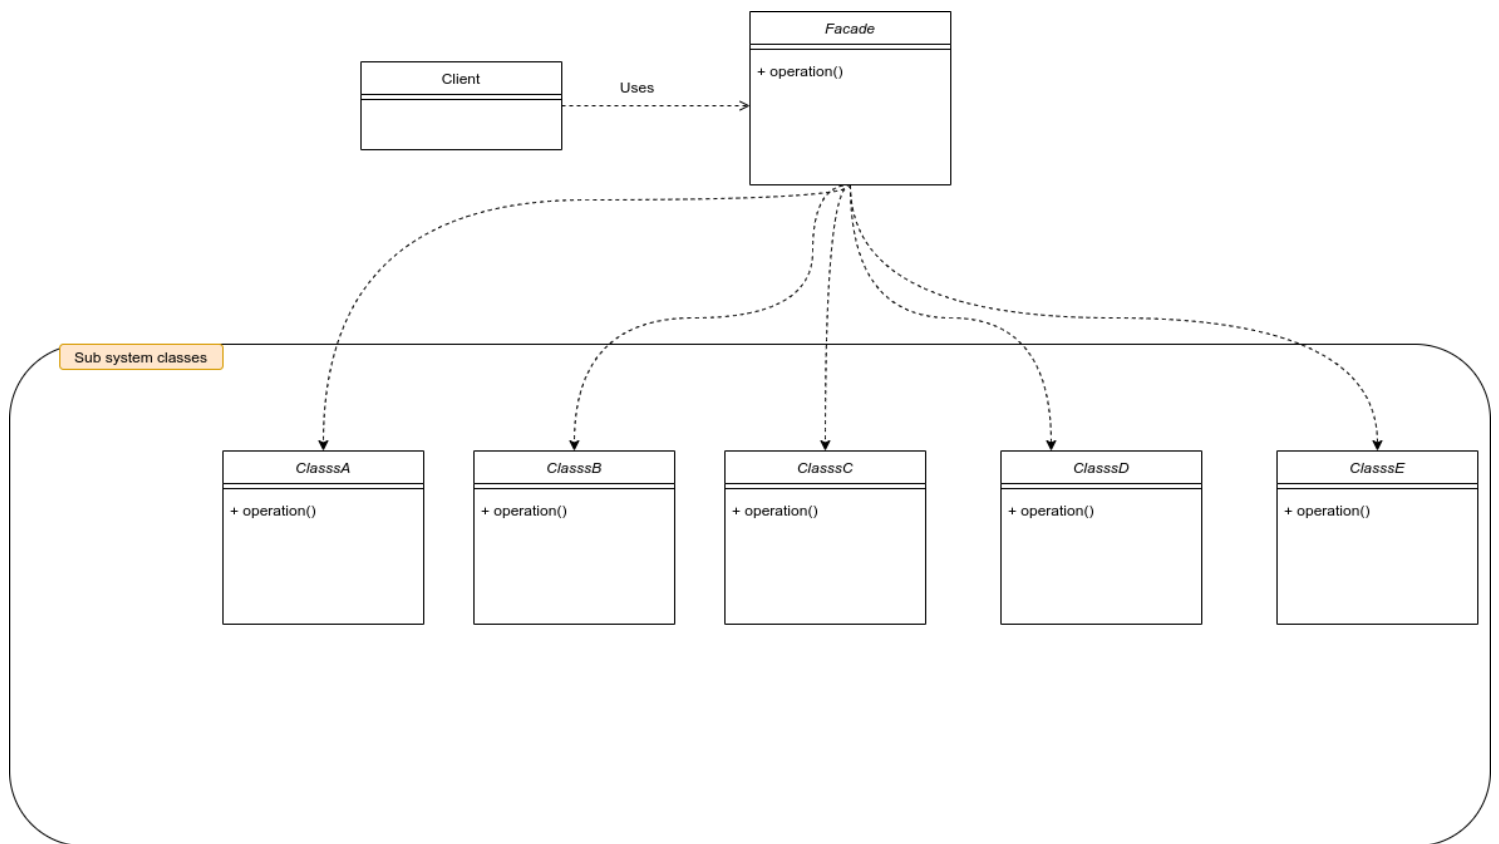 Facade
+ operation()
Client
Uses
Sub system classes
ClasssA
+ operation()
ClasssB
+ operation()
ClasssC
+ operation()
ClasssD
+ operation()
ClasssE
+ operation()